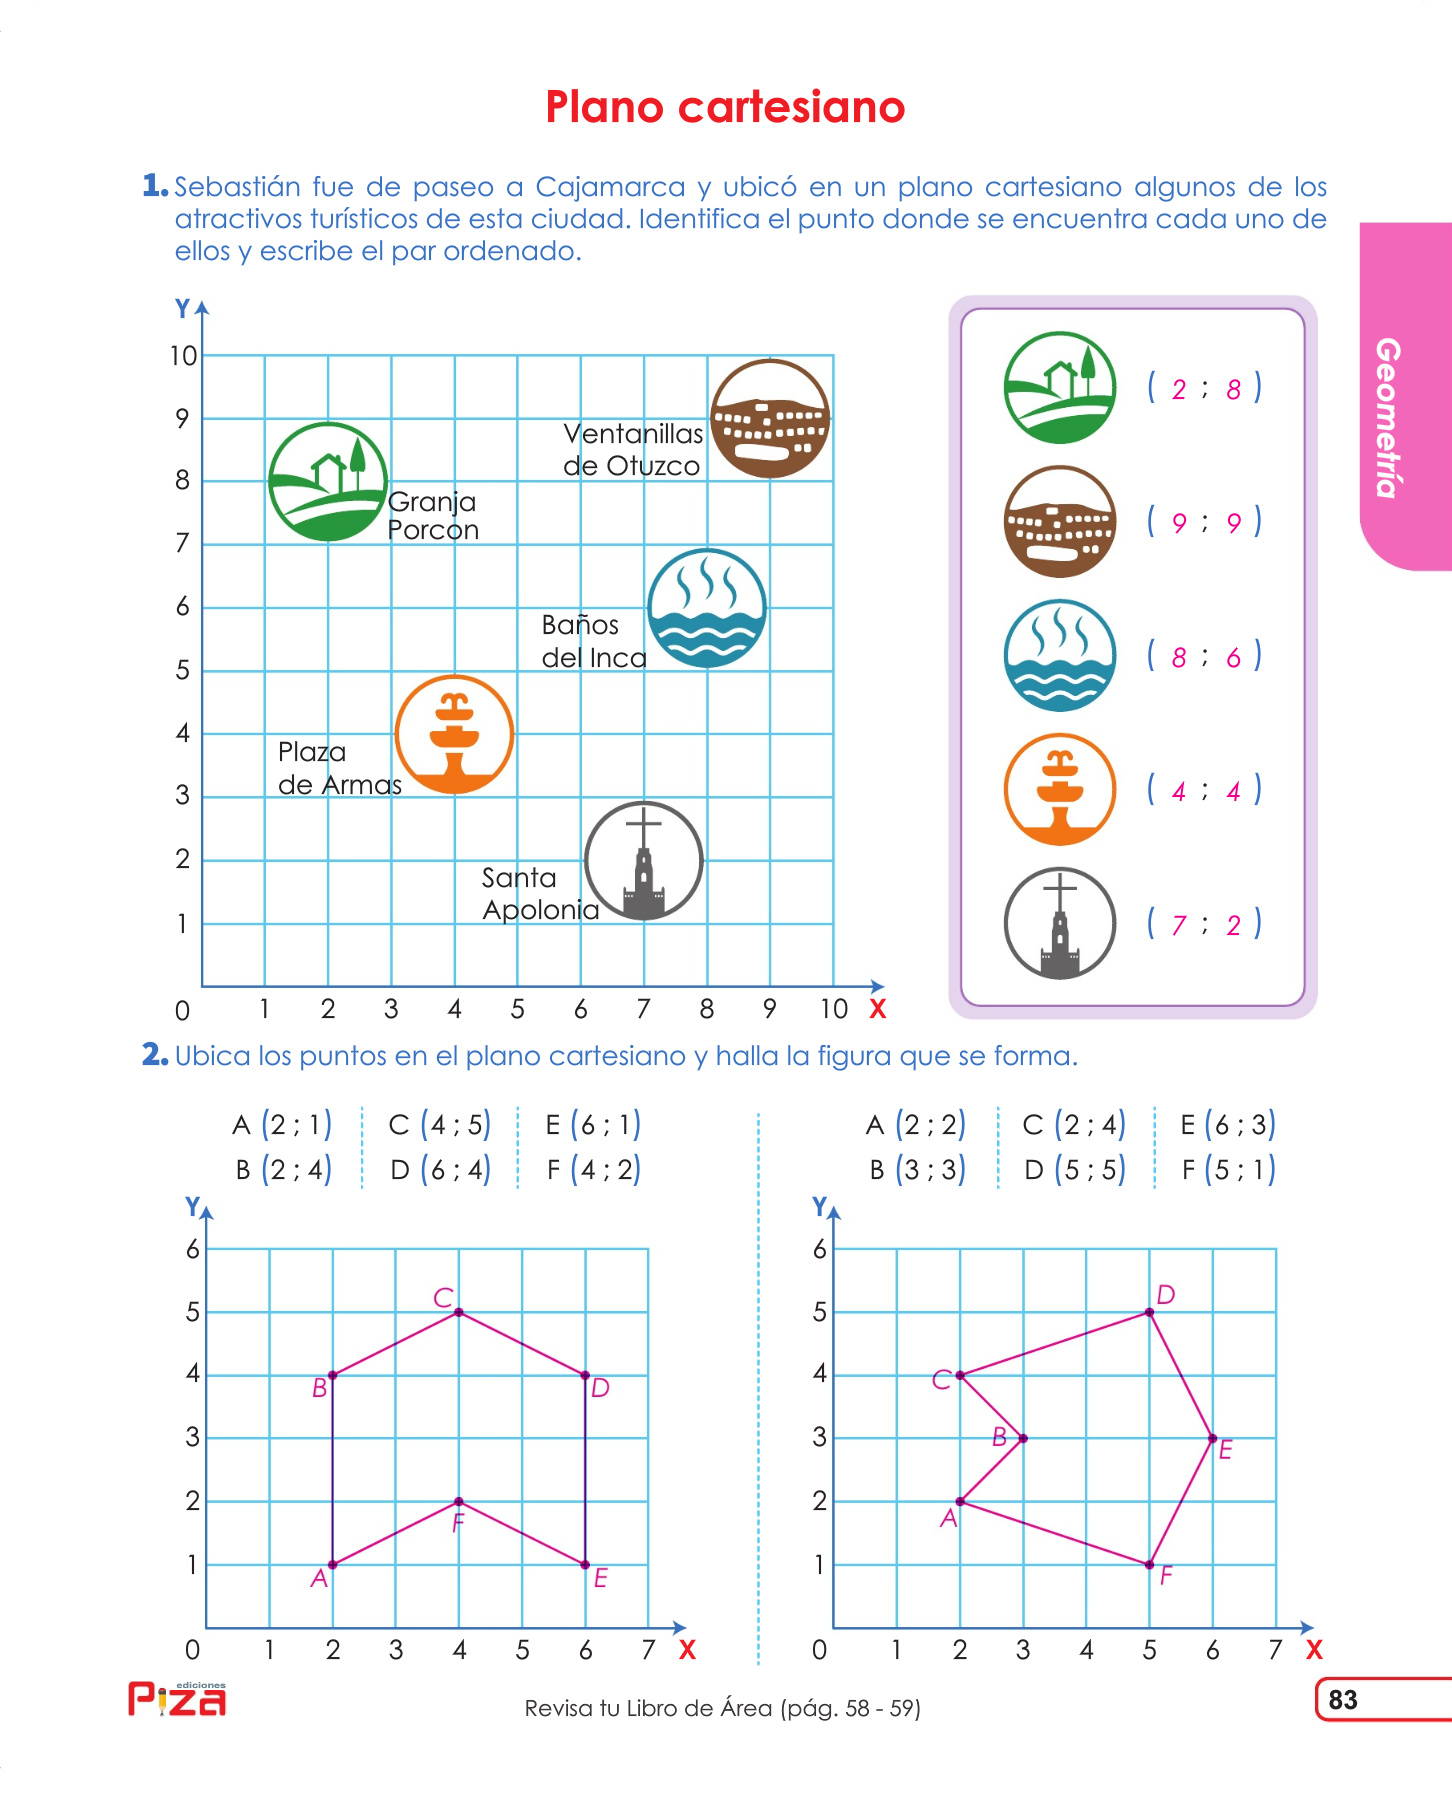 Plano cartesiano
1. Sebastián fue de paseo a Cajamarca y ubicó en un plano cartesiano algunos de los
atractivos turísticos de esta ciudad. Identifica el punto donde se encuentra cada uno de
ellos y escribe el par ordenado.
Geometría
Y
10
9
8
7
6
5
4
3
2
1
0 1 2 3 4 5 6 7 8 9 10 X
Ventanillas
de Otuzco
Granja
Porcon
Baños
del Inca
Plaza
de Armas
Santa
Apolonia
( 2 ; 8 )
( 9 ; 9 )
( 8 ; 6 )
( 4 ; 4 )
( 7 ; 2 )
2. Ubica los puntos en el plano cartesiano y halla la figura que se forma.
A (2 ; 1) C (4 ; 5) E (6 ; 1)
B (2 ; 4) D (6 ; 4) F (4 ; 2)
Y
6
5
4
3
2
1
0 1 2 3 4 5 6 7 X
C
B
D
F
A
E
A (2 ; 2) C (2 ; 4) E (6 ; 3)
B (3 ; 3) D (5 ; 5) F (5 ; 1)
Y
6
5
4
3
2
1
0 1 2 3 4 5 6 7 X
D
C
B
E
A
F
ediciones
Piza
Revisa tu Libro de Área (pág. 58 - 59)
83